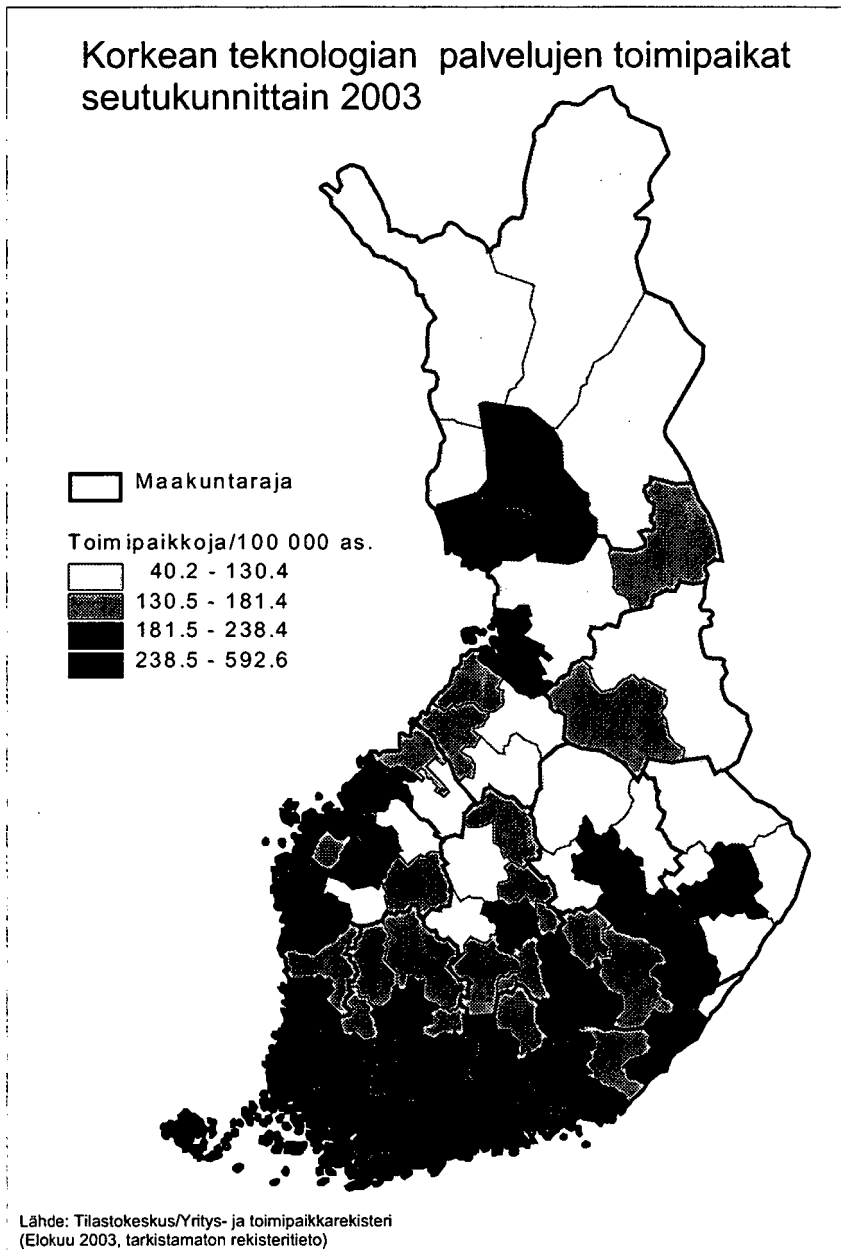 Korkean teknologian palvelujen toimipaikat
seutukunnittain 2003
Maakuntaraja
Toimipaikkoja/100 000 as.
40.2 - 130.4
130.5 - 181.4
181.5 - 238.4
238.5 - 592.6
Lähde: Tilastokeskus/Yritys- ja toimipaikkarekisteri
(Elokuu 2003, tarkistamaton rekisteritieto)